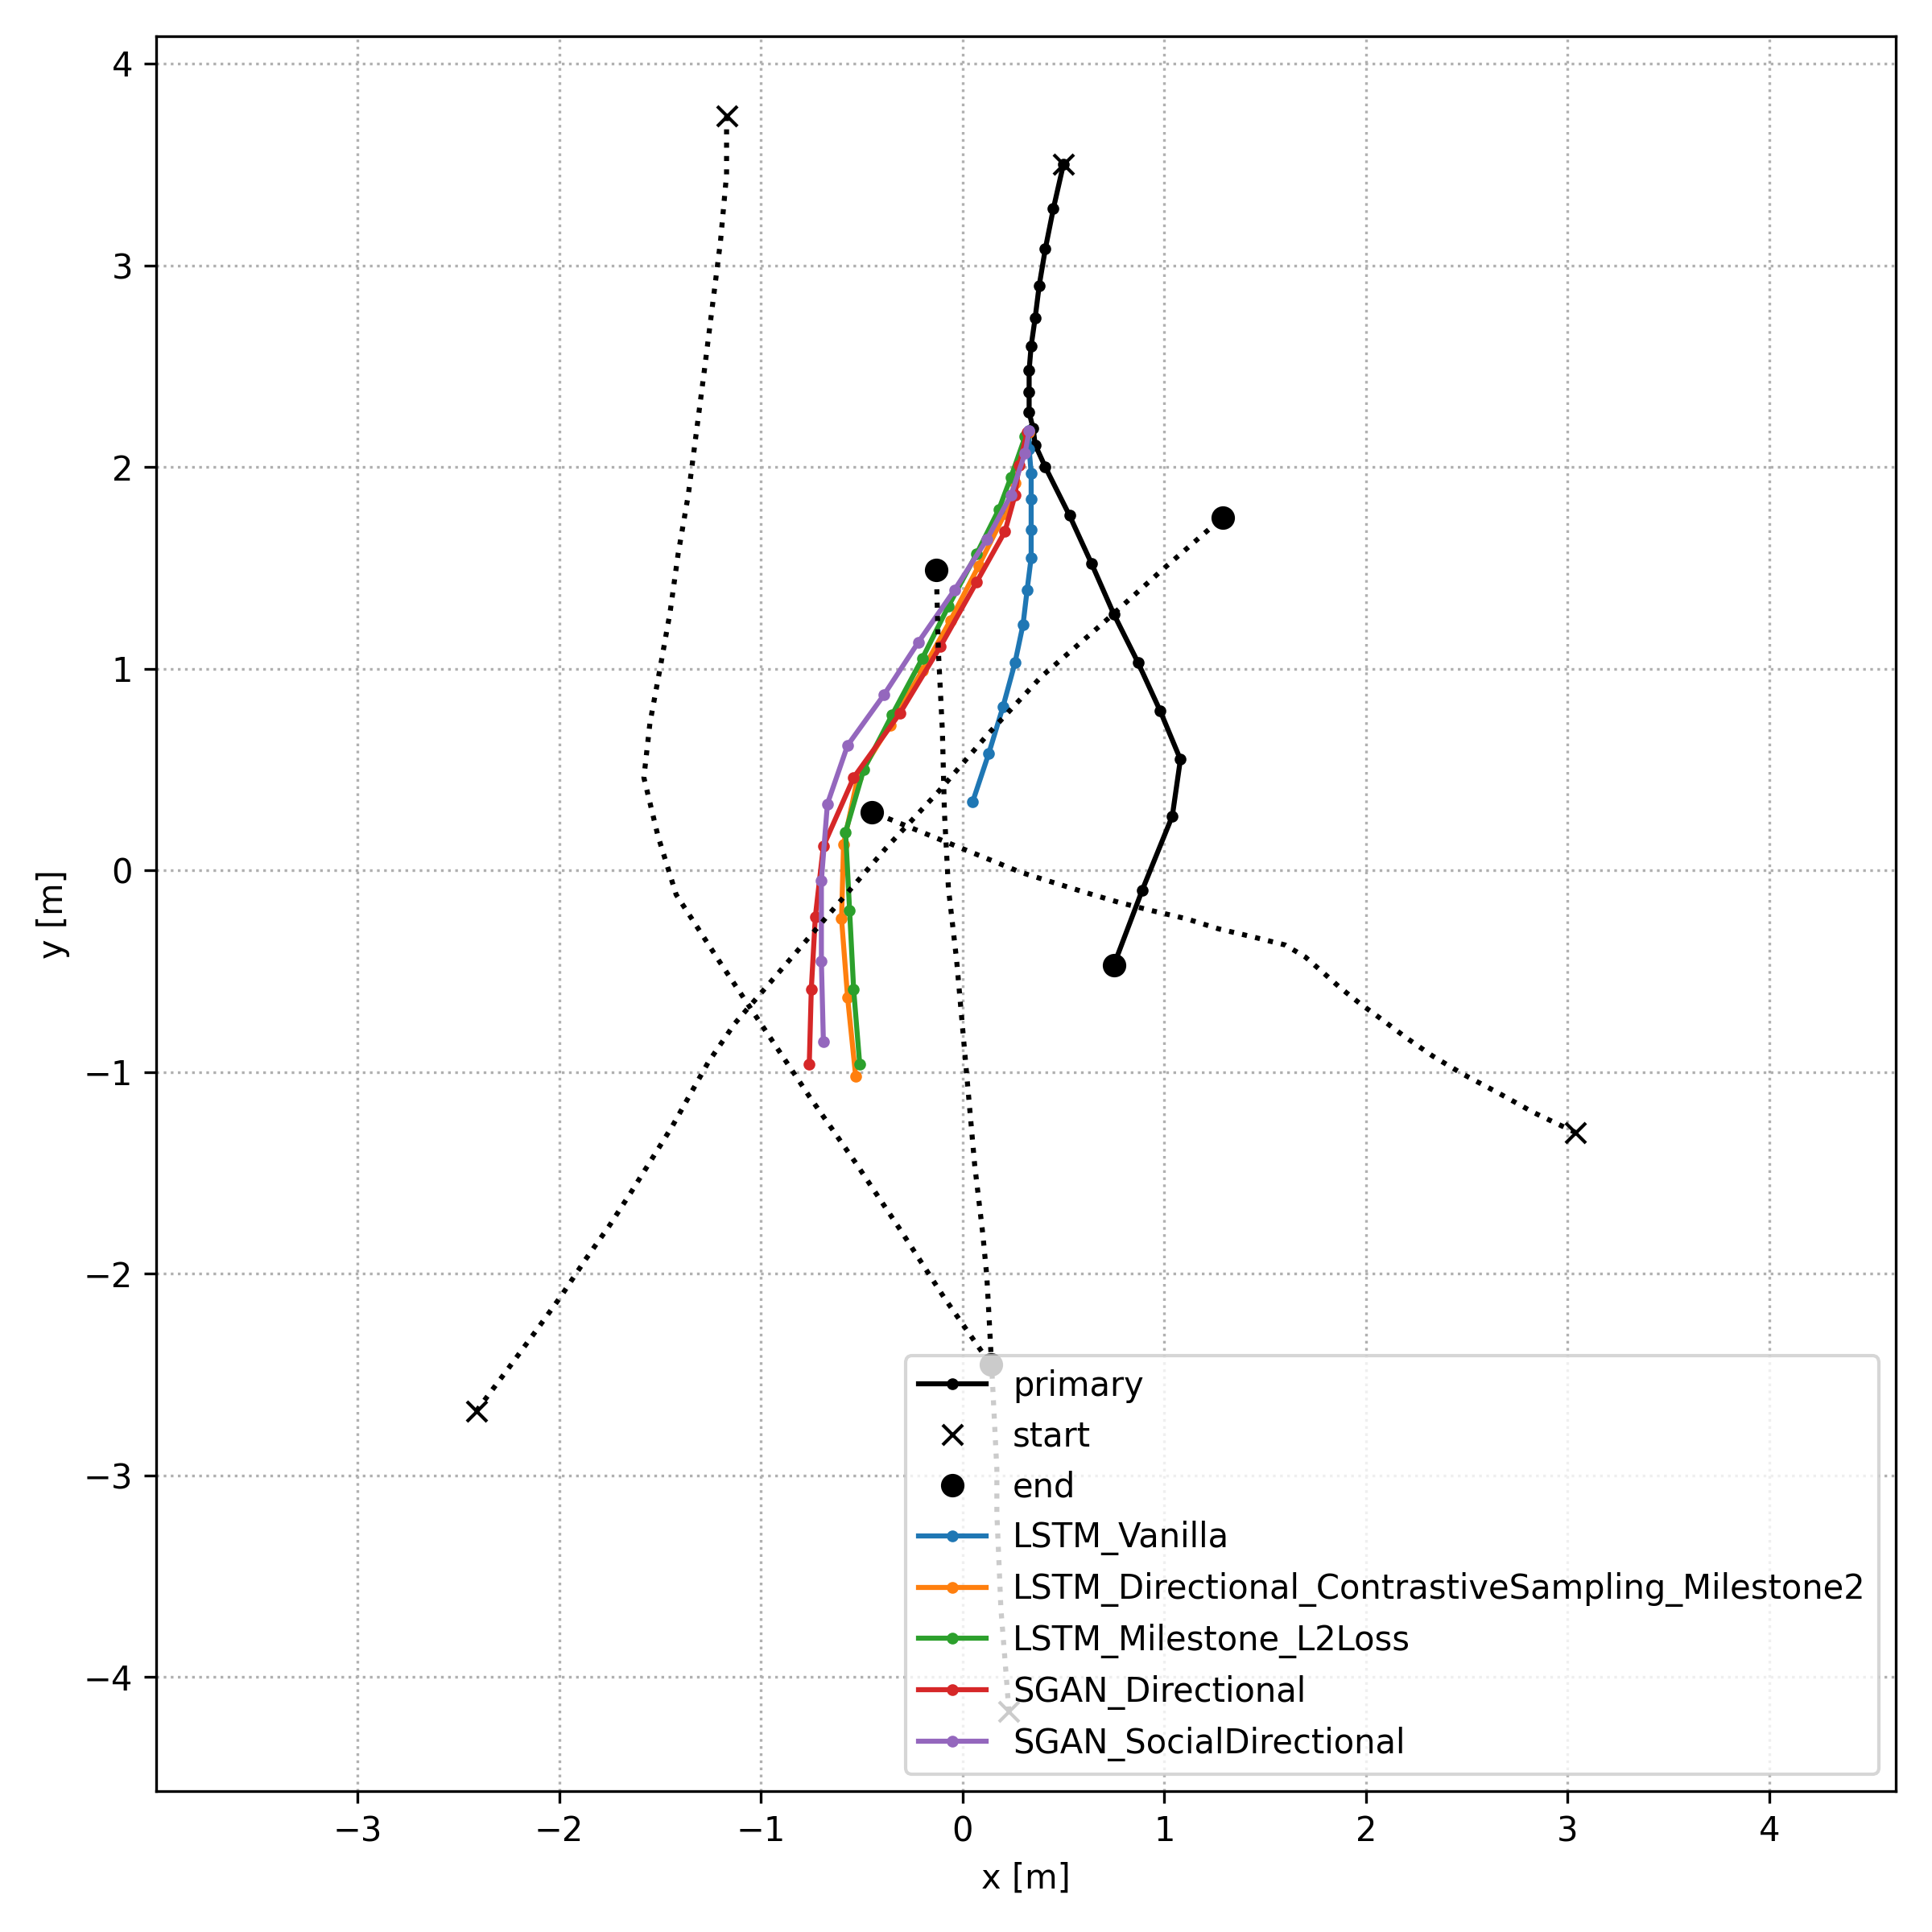 4
3
2
1
0
−1
−2
−3
−4
y [m]
primary
start
end
LSTM_Vanilla
LSTM_Directional_ContrastiveSampling_Milestone2
LSTM_Milestone_L2Loss
SGAN_Directional
SGAN_SocialDirectional
−3 −2 −1 0 1 2 3 4
x [m]